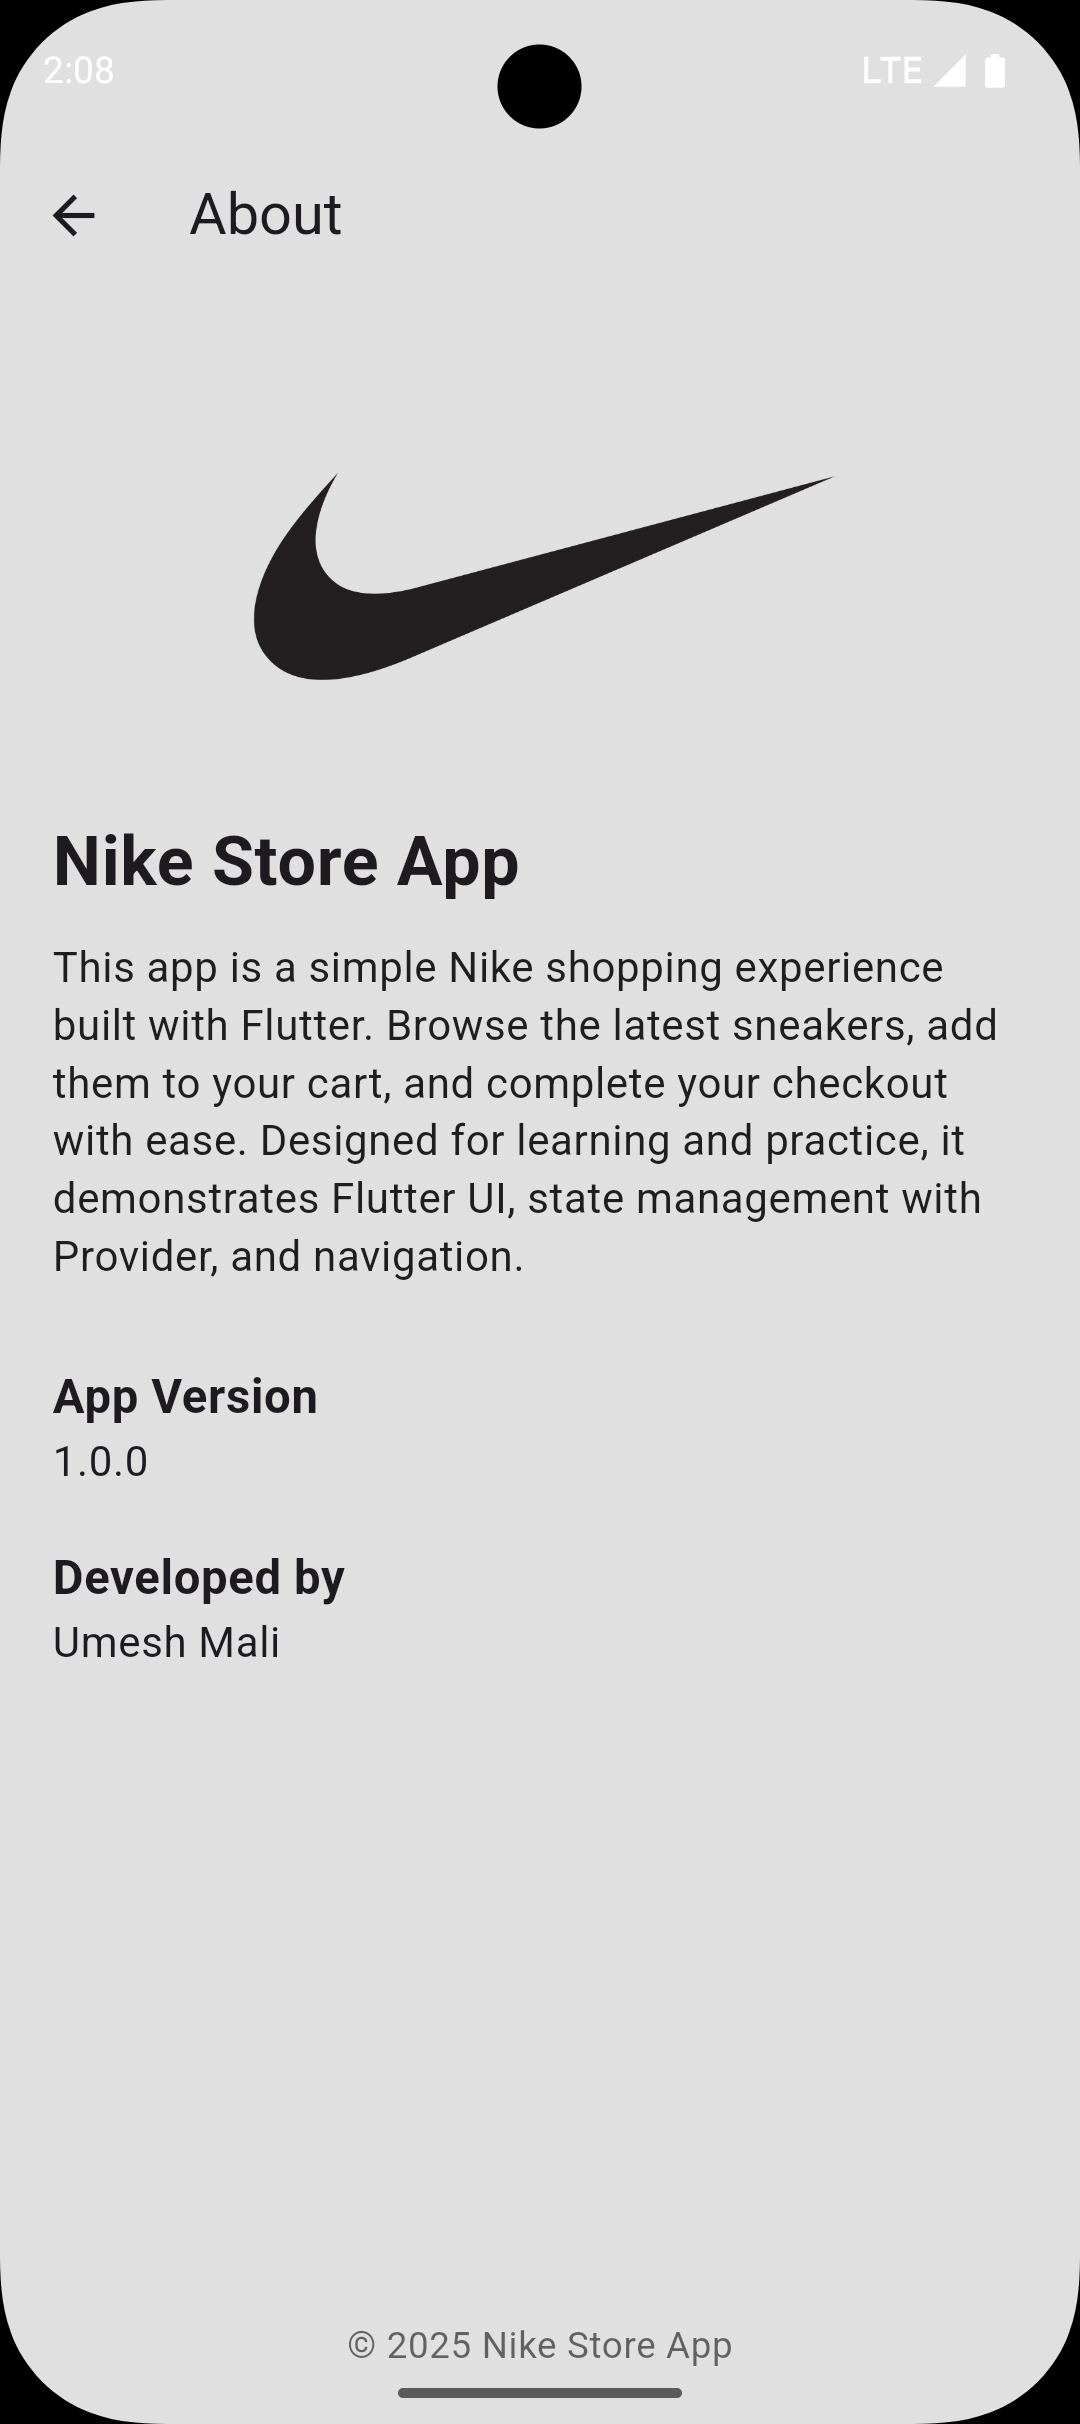 2:08
LTE
About
Nike Store App
This app is a simple Nike shopping experience
built with Flutter. Browse the latest sneakers, add
them to your cart, and complete your checkout
with ease. Designed for learning and practice, it
demonstrates Flutter UI, state management with
Provider, and navigation.
App Version
1.0.0
Developed by
Umesh Mali
© 2025 Nike Store App